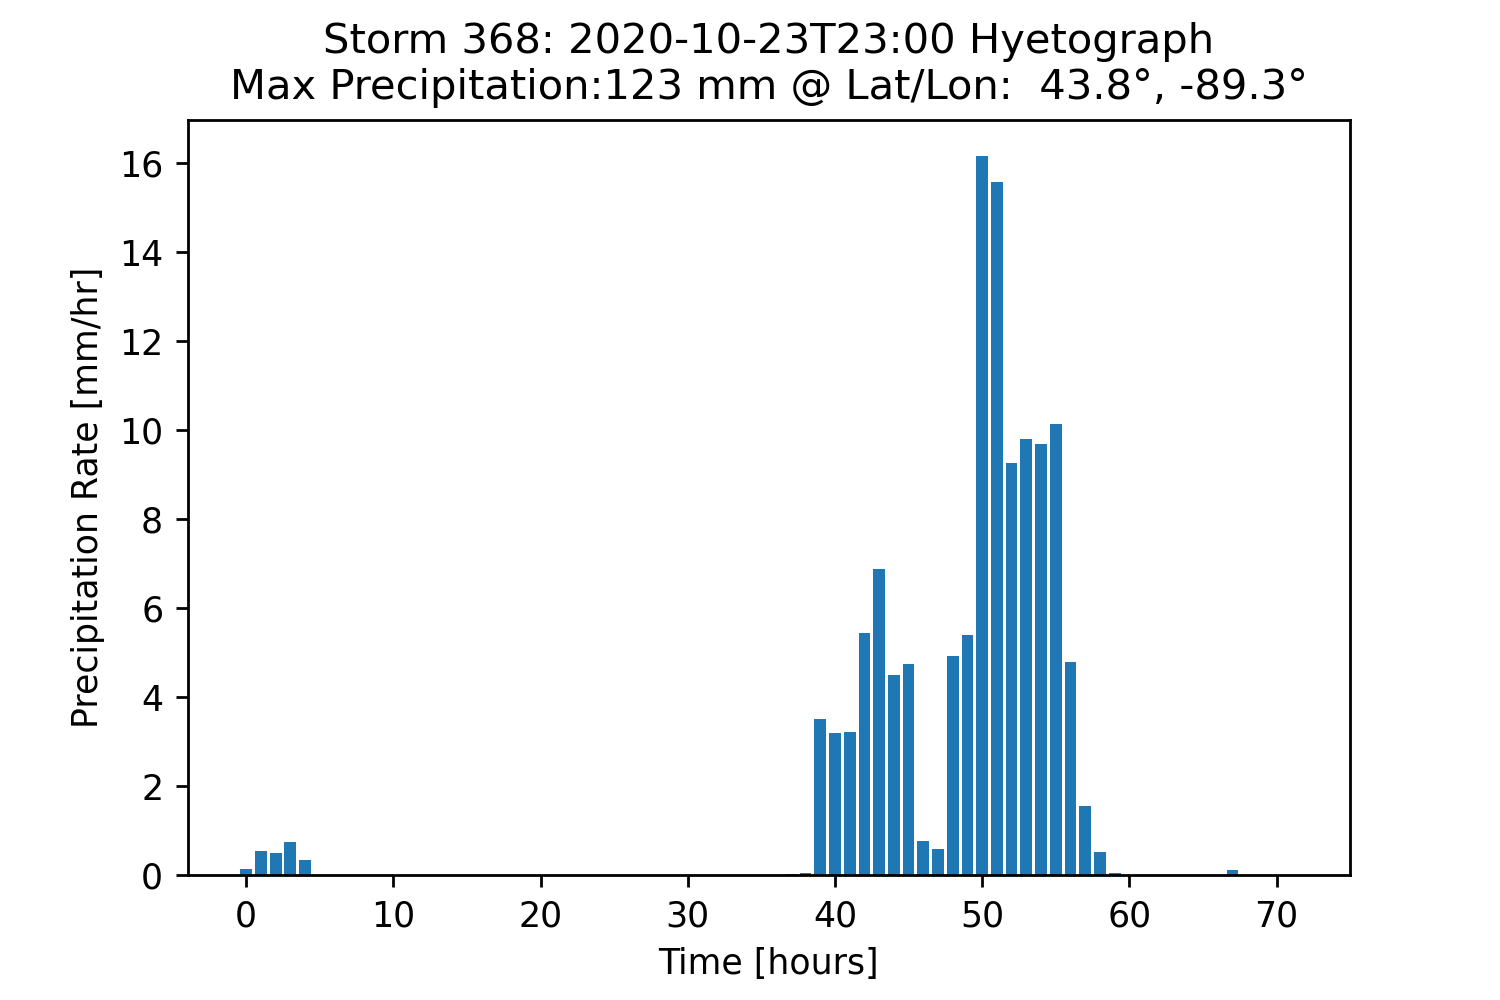 Storm 368: 2020-10-23T23:00 Hyetograph
Max Precipitation:123 mm @ Lat/Lon:  43.8°, -89.3°
16
14
12
10
8
6
4
2
0
Precipitation Rate [mm/hr]
0 10 20 30 40 50 60 70
Time [hours]